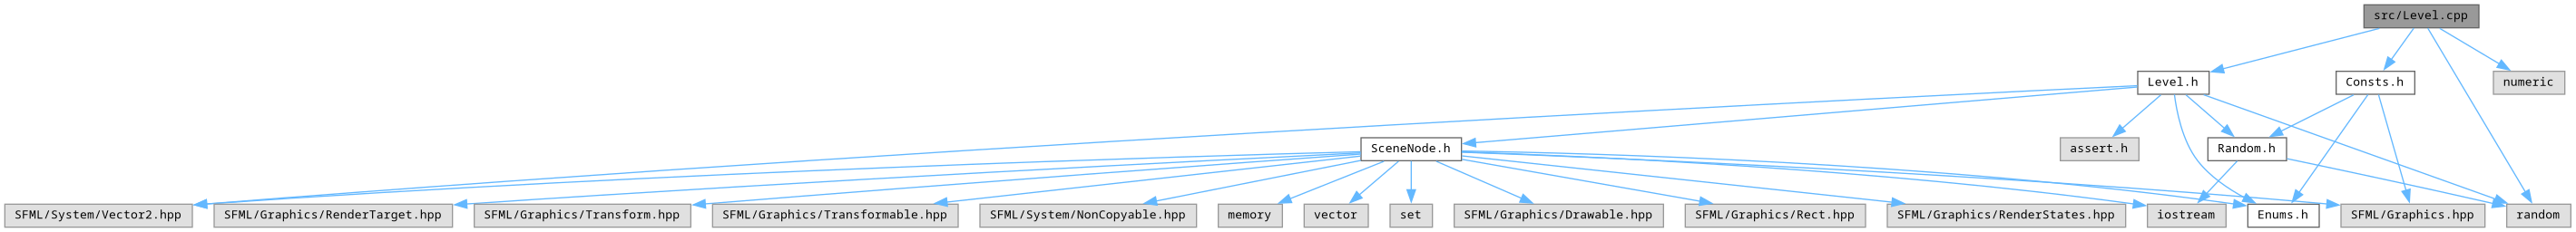 src/Level.cpp
Level.h
Consts.h
numeric
SceneNode.h
assert.h
Random.h
SFML/System/Vector2.hpp
SFML/Graphics/RenderTarget.hpp
SFML/Graphics/Transform.hpp
SFML/Graphics/Transformable.hpp
SFML/System/NonCopyable.hpp
memory
vector
set
SFML/Graphics/Drawable.hpp
SFML/Graphics/Rect.hpp
SFML/Graphics/RenderStates.hpp
iostream
Enums.h
SFML/Graphics.hpp
random